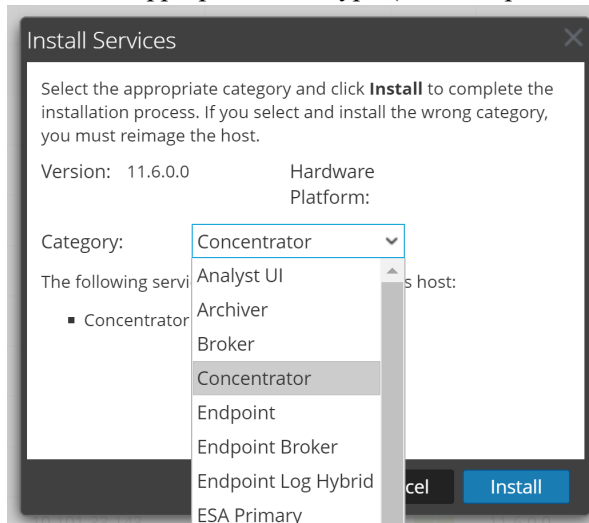 Install Services
Select the appropriate category and click Install to complete the
installation process. If you select and install the wrong category,
you must reimage the host.
Version: 11.6.0.0 Hardware
Platform:
Category: Concentrator
The following servi s host:
▪ Concentrator
Analyst UI
Archiver
Broker
Concentrator
Endpoint
Endpoint Broker
Endpoint Log Hybrid
ESA Primary
cel Install